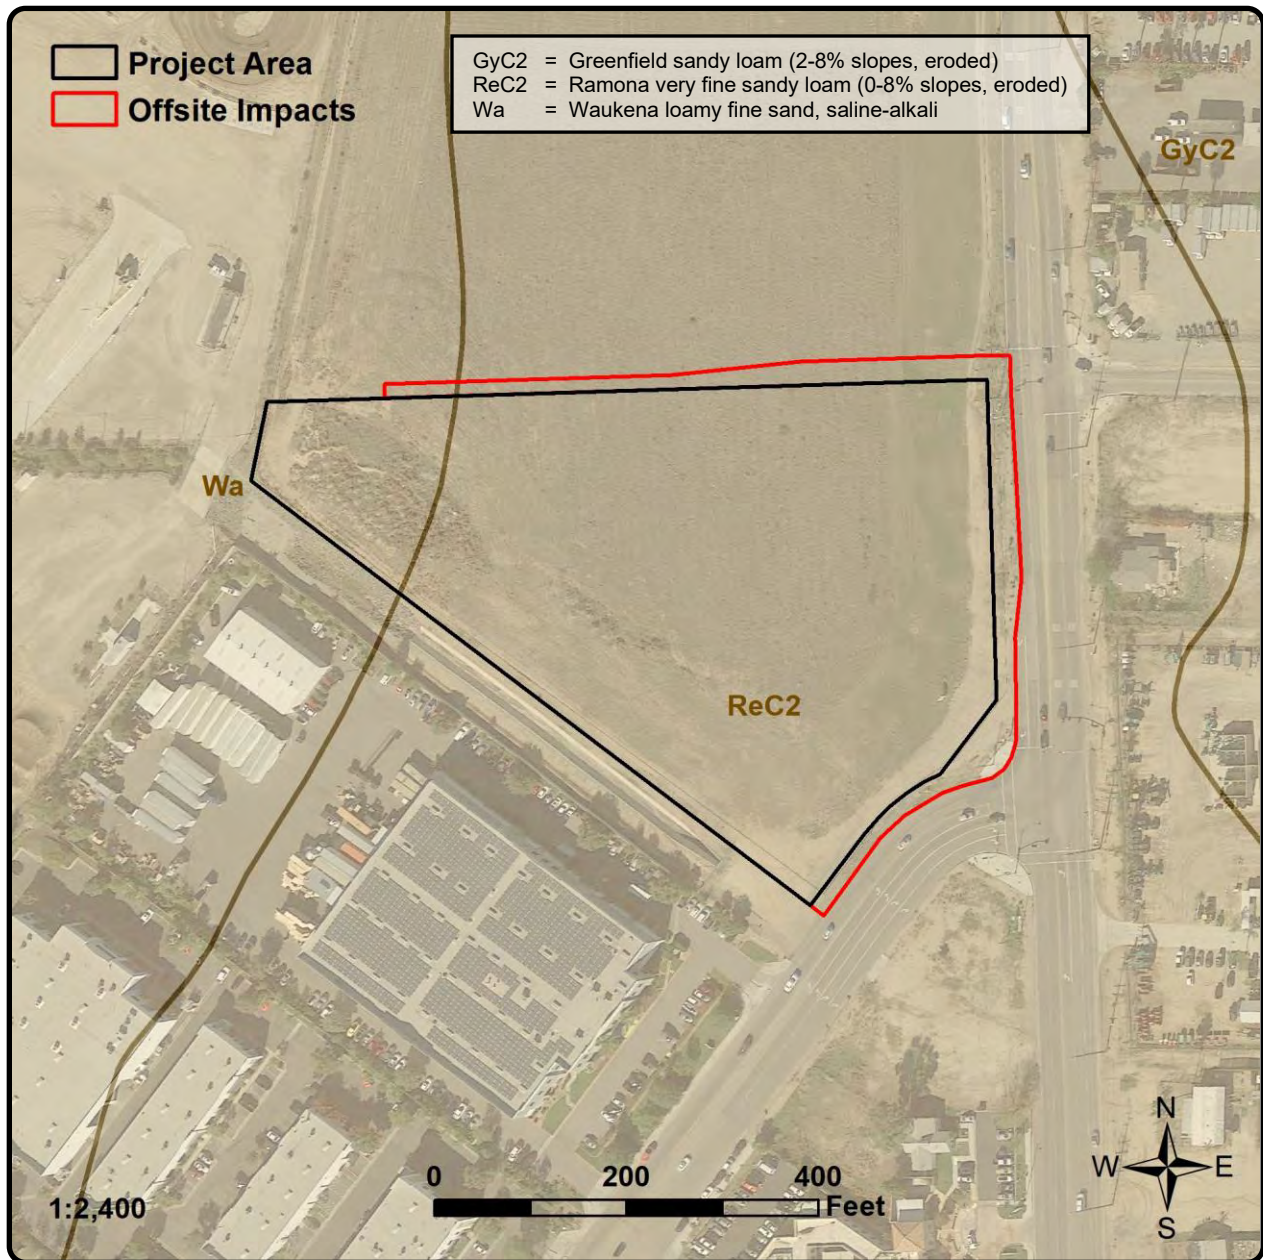 Project Area
Offsite Impacts
GyC2 = Greenfield sandy loam (2-8% slopes, eroded)
ReC2 = Ramona very fine sandy loam (0-8% slopes, eroded)
Wa = Waukena loamy fine sand, saline-alkali
GyC2
Wa
ReC2
N
W E
S
0 200 400
Feet
1:2,400